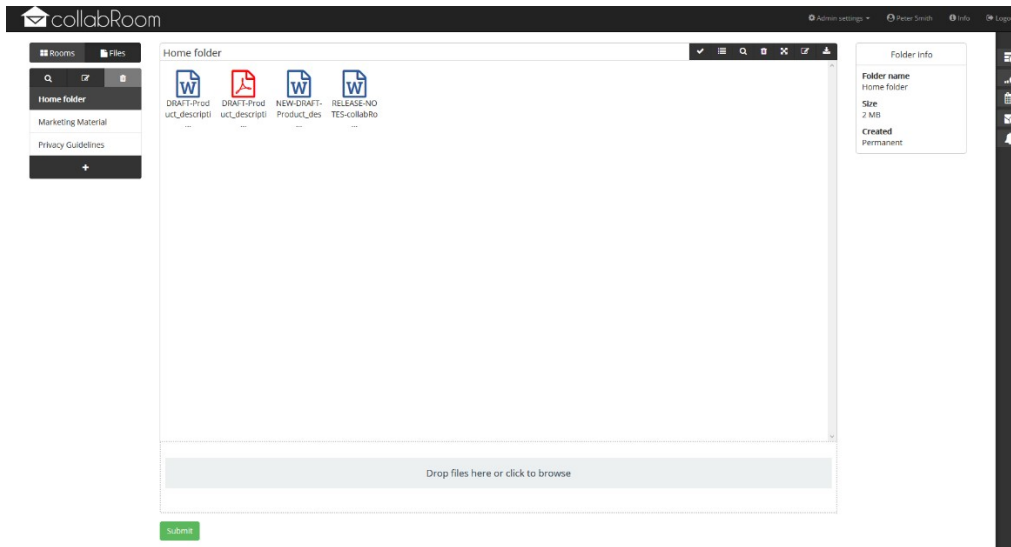 collabRoom
Admin settings
Peter Smith
Info
Logo
Rooms
Files
Home folder
Marketing Material
Privacy Guidelines
+
Home folder
W
DRAFT-Prod
uct_descripti
...
DRAFT-Prod
uct_descripti
...
W
NEW-DRAFT-
Product_des
...
W
RELEASE-NO
TES-collabRo
...
Drop files here or click to browse
Submit
Folder info
Folder name
Home folder
Size
2 MB
Created
Permanent